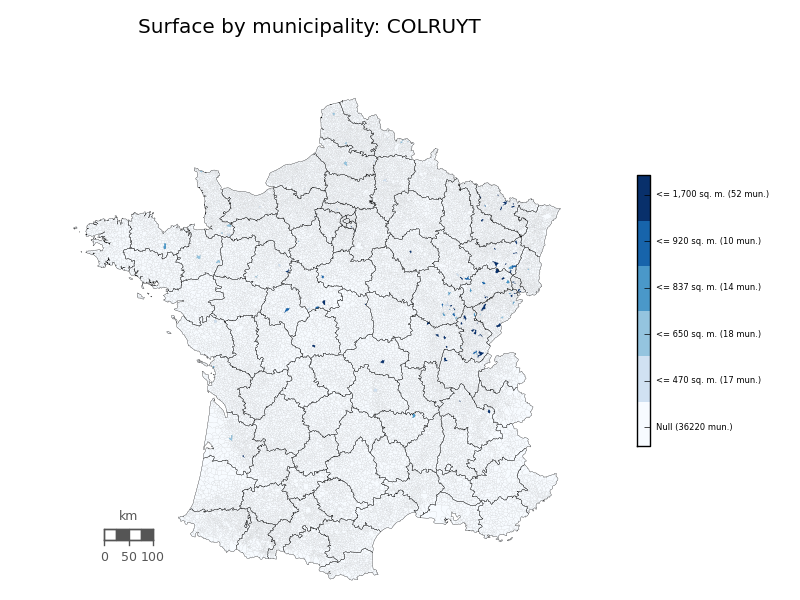 Surface by municipality: COLRUYT
<= 1,700 sq. m. (52 mun.)
<= 920 sq. m. (10 mun.)
<= 837 sq. m. (14 mun.)
<= 650 sq. m. (18 mun.)
<= 470 sq. m. (17 mun.)
Null (36220 mun.)
km
0 50 100